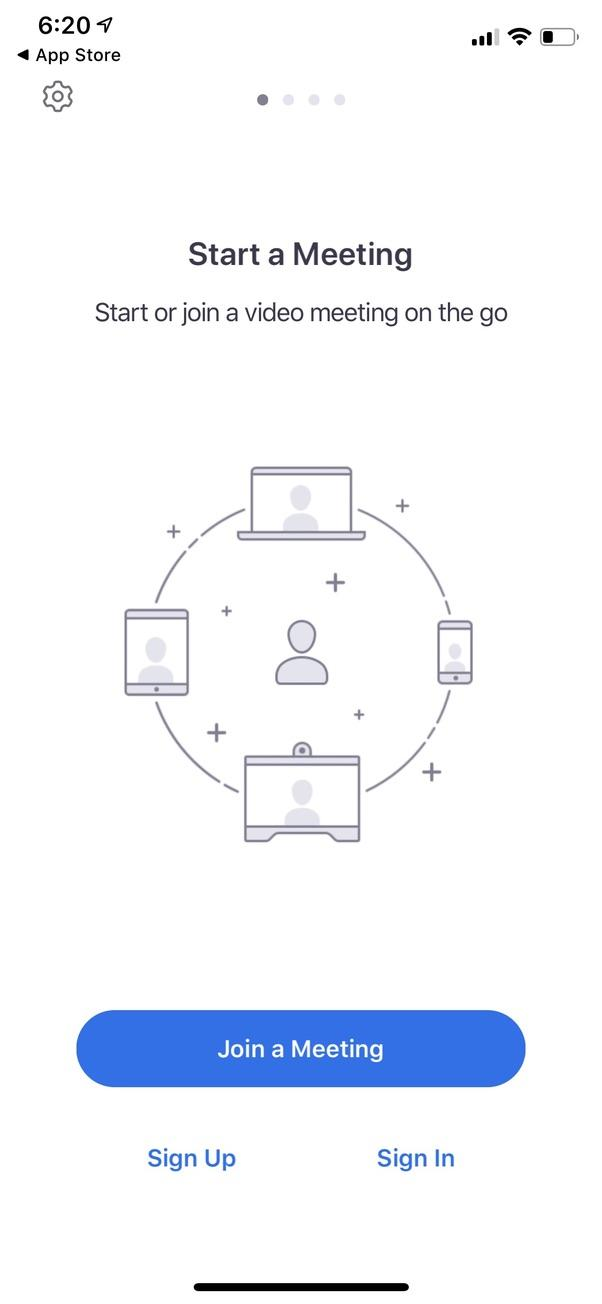 6:20
◀ App Store
Start a Meeting
Start or join a video meeting on the go
Join a Meeting
Sign Up
Sign In